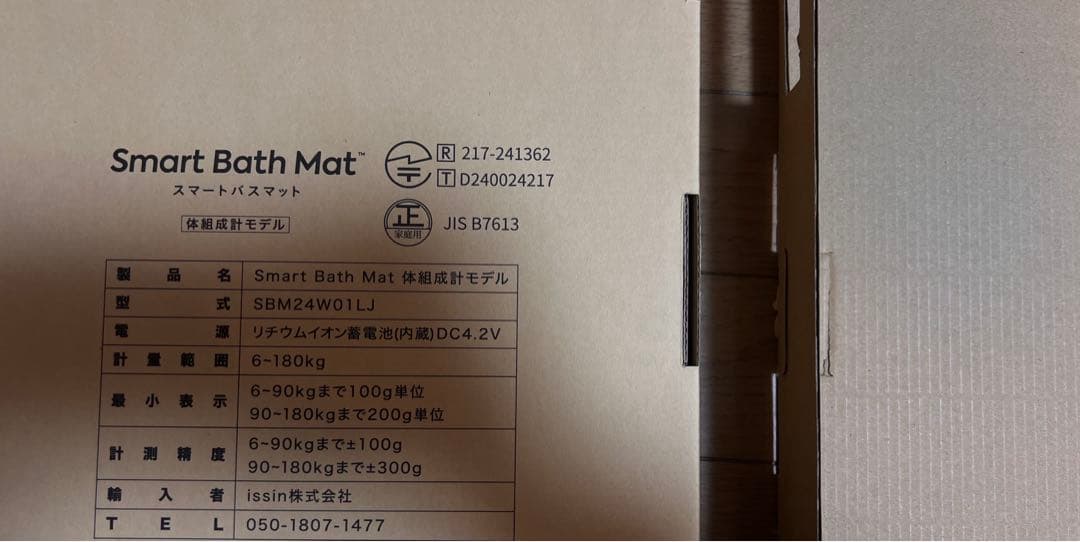 Smart Bath Mat™
スマートバスマット
体組成計モデル
R 217-241362
T D240024217
正
家庭用
JIS B7613
製品名 Smart Bath Mat 体組成計モデル
型式 SBM24W01LJ
電源 リチウムイオン蓄電池(内蔵)DC4.2V
計量範囲 6~180kg
最小表示 6~90kgまで100g単位
90~180kgまで200g単位
計測精度 6~90kgまで±100g
90~180kgまで±300g
輸入者 issin株式会社
TEL 050-1807-1477